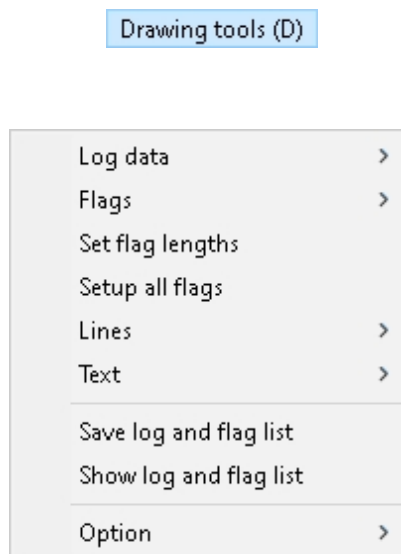 Drawing tools (D)
Log data
Flags
Set flag lengths
Setup all flags
Lines
Text
Save log and flag list
Show log and flag list
Option